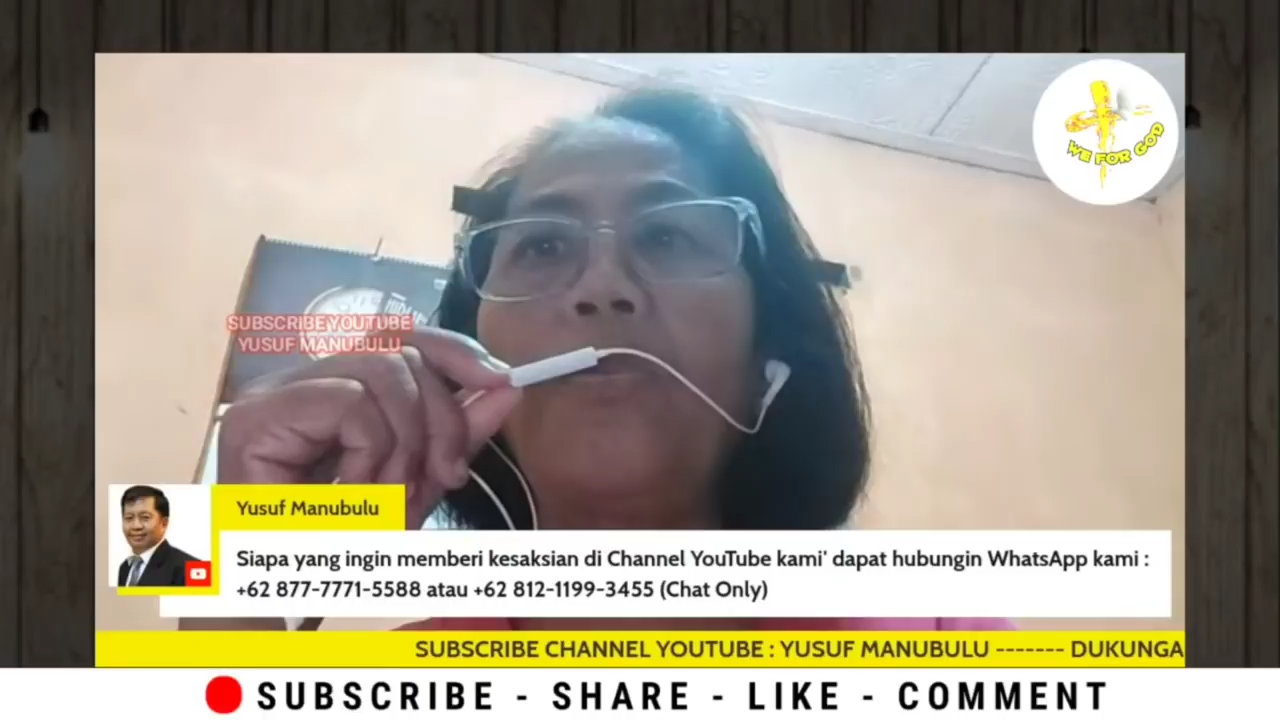 WE FOR GOD
SUBSCRIBE YOUTUBE
YUSUF MANUBULU
Yusuf Manubulu
Siapa yang ingin memberi kesaksian di Channel YouTube kami' dapat hubungin WhatsApp kami :
+62 877-7771-5588 atau +62 812-1199-3455 (Chat Only)
SUBSCRIBE CHANNEL YOUTUBE : YUSUF MANUBULU ------- DUKUNGA
SUBSCRIBE - SHARE - LIKE - COMMENT